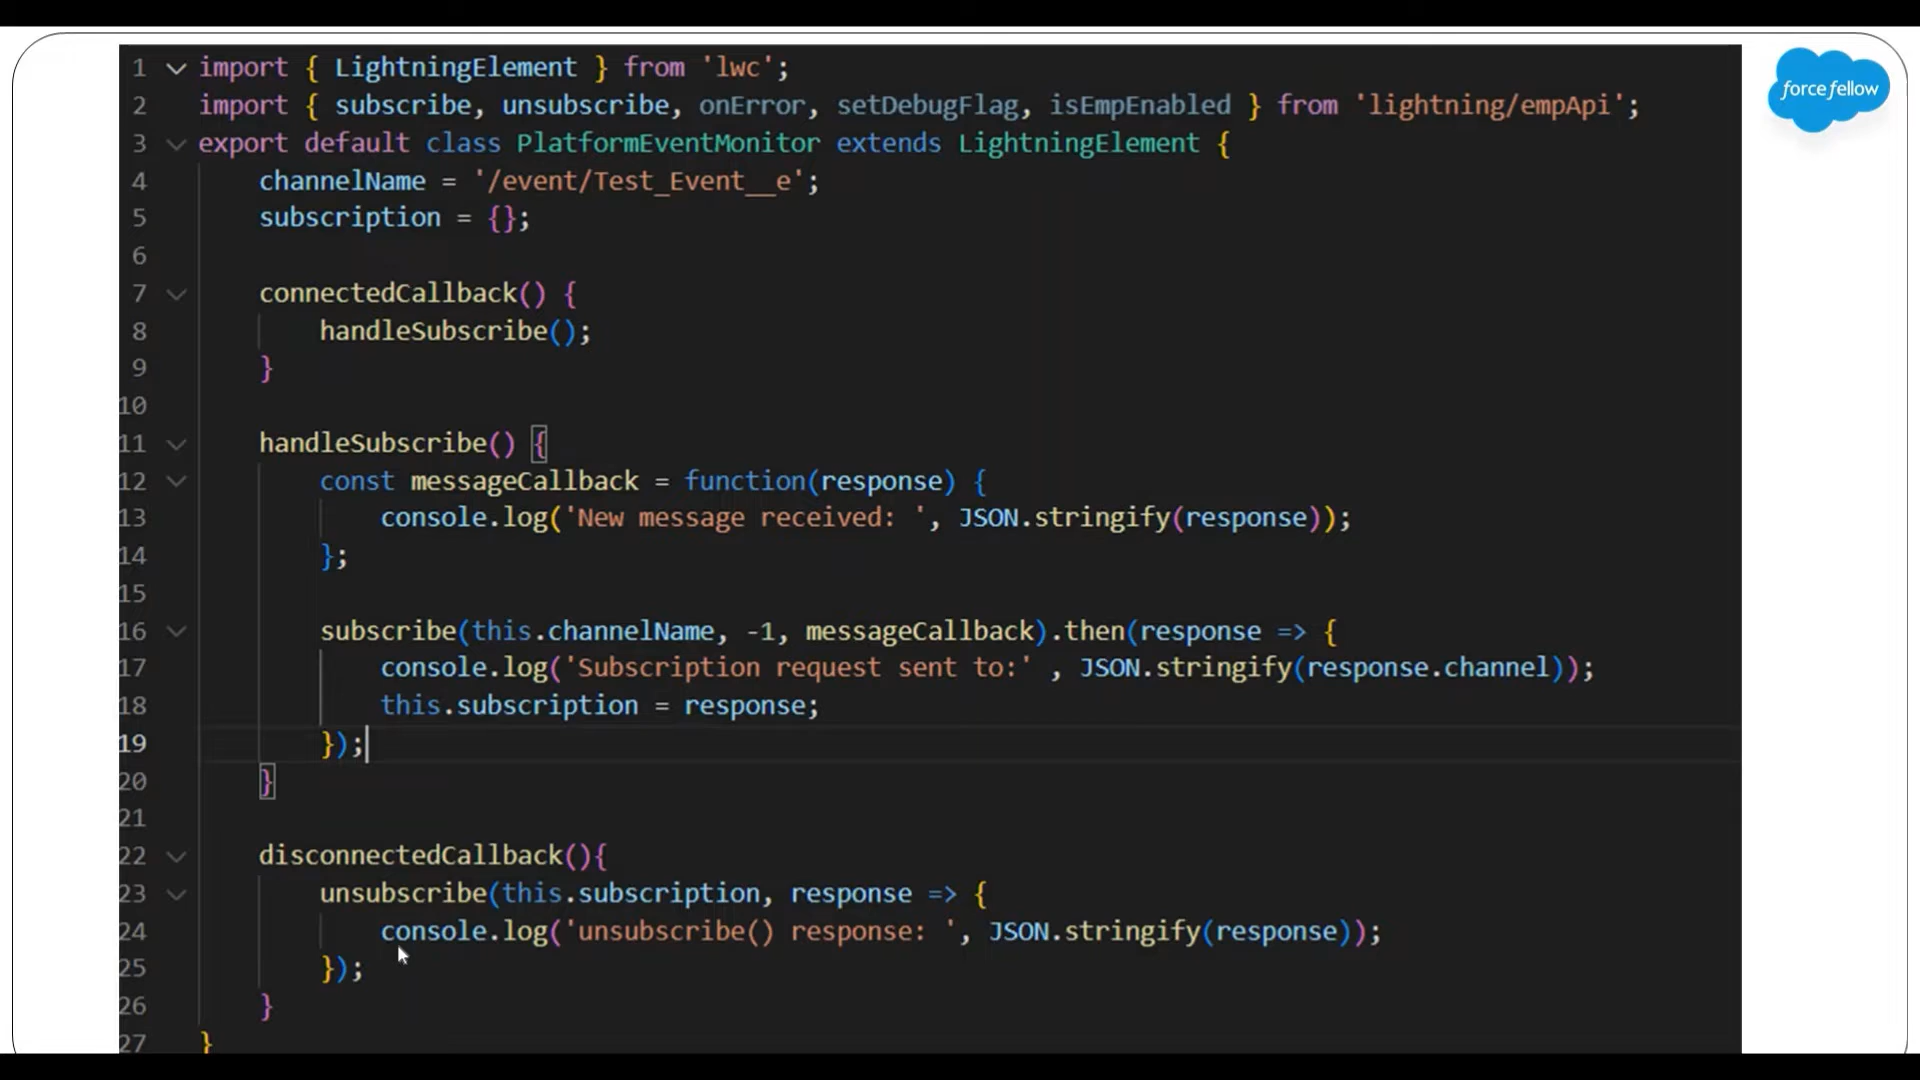 1 import { LightningElement } from 'lwc';
2 import { subscribe, unsubscribe, onError, setDebugFlag, isEmpEnabled } from 'lightning/empApi';
3 export default class PlatformEventMonitor extends LightningElement {
4 channelName = '/event/Test_Event__e';
5 subscription = {};
6
7 connectedCallback() {
8 handleSubscribe();
9 }
10
11 handleSubscribe() {
12 const messageCallback = function(response) {
13 console.log('New message received: ', JSON.stringify(response));
14 };
15
16 subscribe(this.channelName, -1, messageCallback).then(response => {
17 console.log('Subscription request sent to:' , JSON.stringify(response.channel));
18 this.subscription = response;
19 });
20 }
21
22 disconnectedCallback(){
23 unsubscribe(this.subscription, response => {
24 console.log('unsubscribe() response: ', JSON.stringify(response));
25 });
26 }
27 }
forcefellow